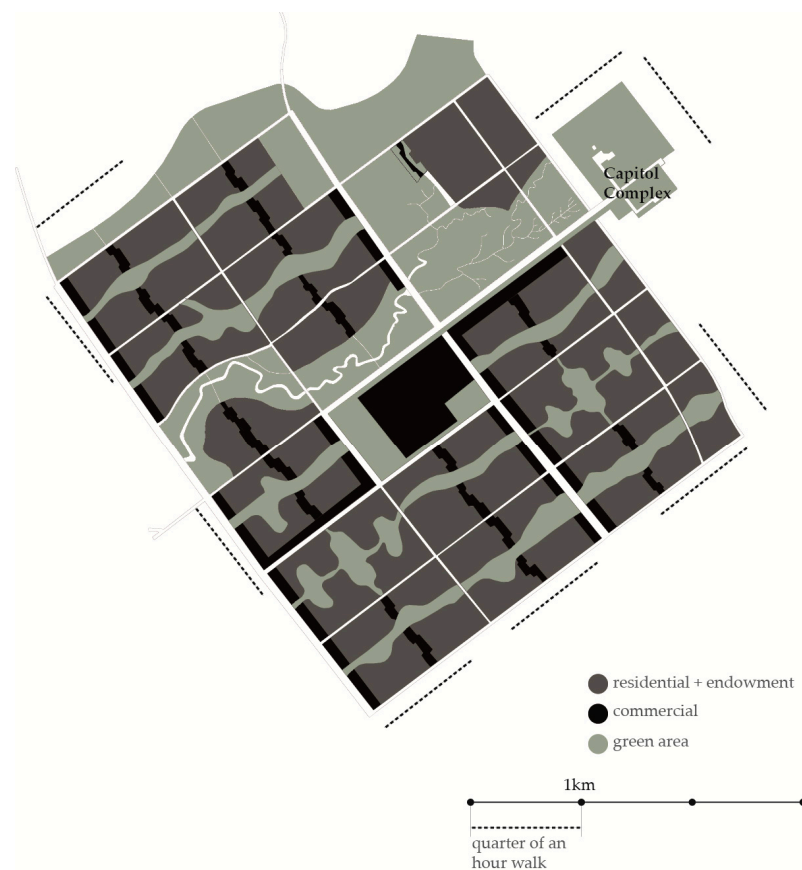 Capitol
Complex
residential + endowment
commercial
green area
1km
quarter of an
hour walk